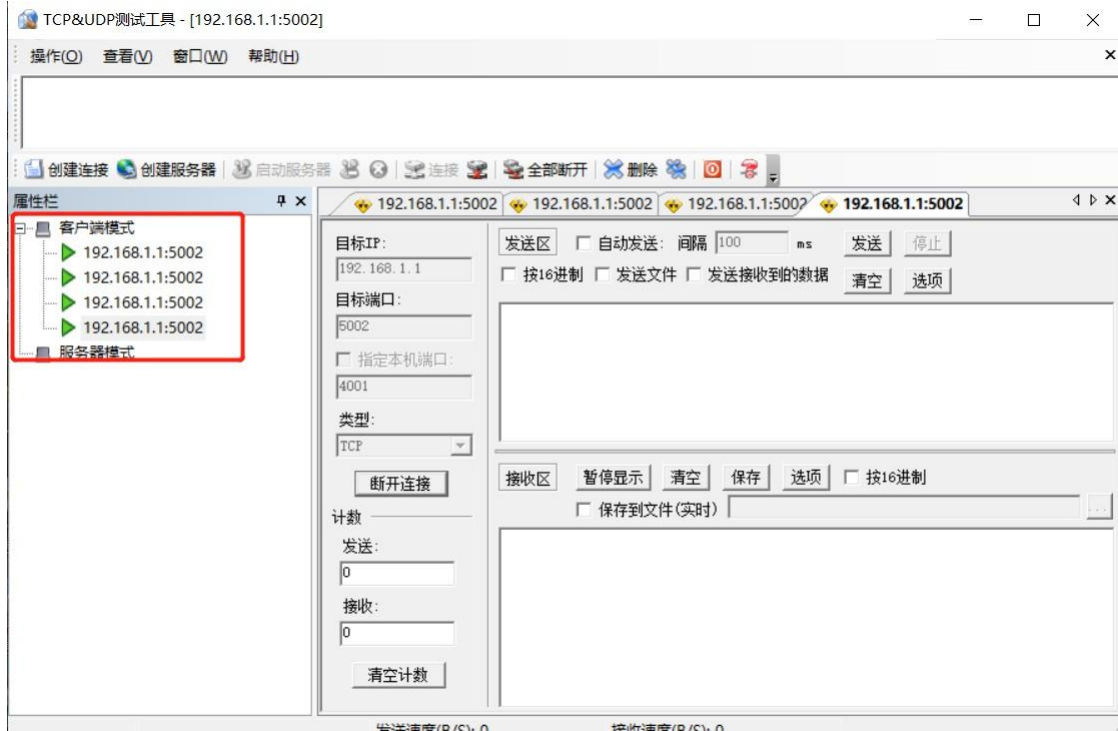 TCP&UDP测试工具 - [192.168.1.1:5002]
操作(O) 查看(V) 窗口(W) 帮助(H)
创建连接 创建服务器 启动服务器 连接 全部断开 删除
属性栏
客户端模式
192.168.1.1:5002
192.168.1.1:5002
192.168.1.1:5002
192.168.1.1:5002
服务器模式
192.168.1.1:5002 192.168.1.1:5002 192.168.1.1:5002 192.168.1.1:5002
目标IP:
192.168.1.1
目标端口:
5002
指定本机端口:
4001
类型:
TCP
断开连接
计数
发送:
0
接收:
0
清空计数
发送区 自动发送: 间隔 100 ms 发送 停止
按16进制 发送文件 发送接收到的数据 清空 选项
接收区 暂停显示 清空 保存 选项 按16进制
保存到文件(实时) ...
发送速度(B/S): 0 接收速度(B/S): 0